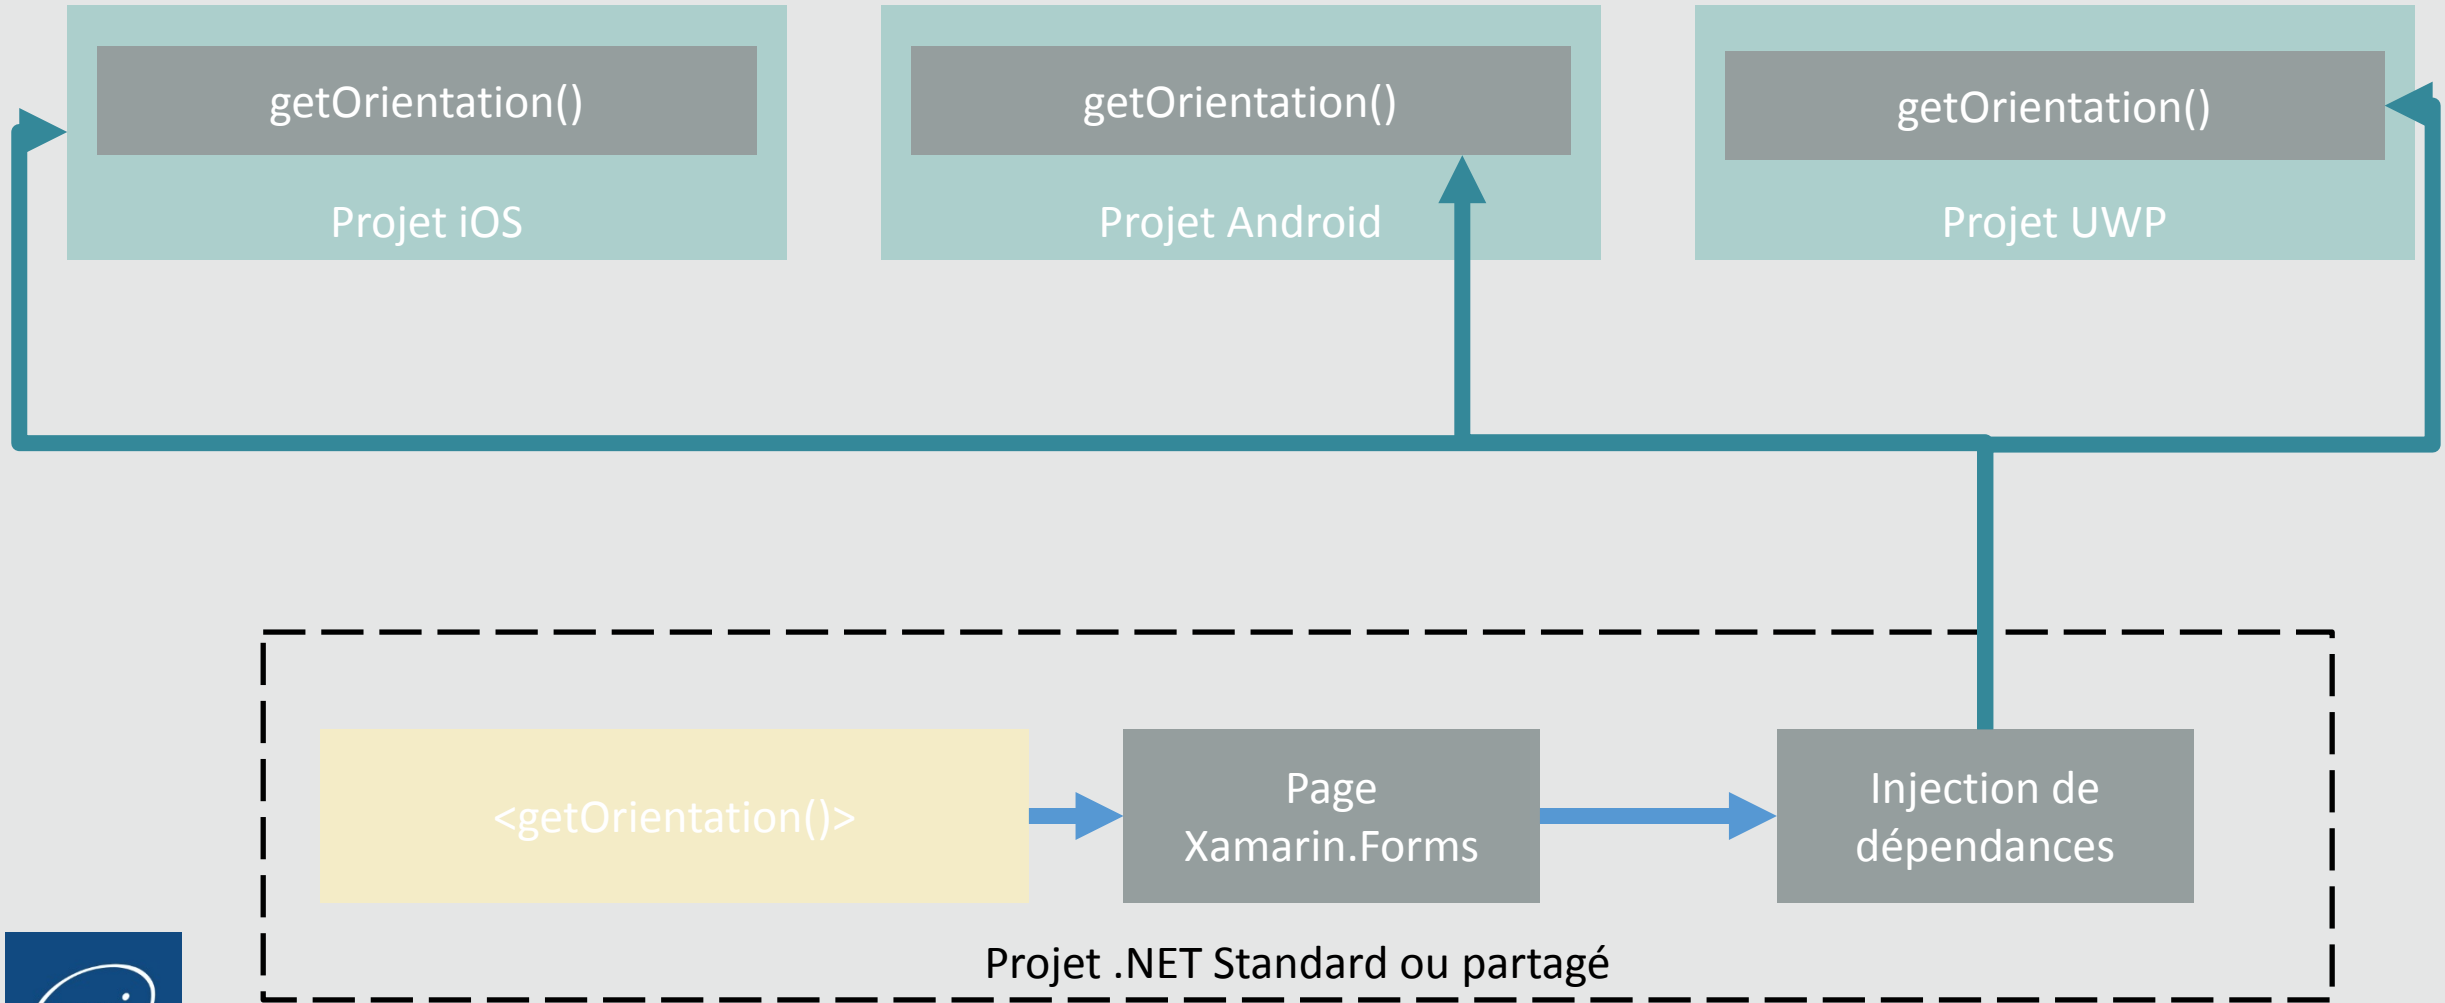 getOrientation()
getOrientation()
getOrientation()
Projet iOS
Projet Android
Projet UWP
<getOrientation()>
Page
Xamarin.Forms
Injection de
dépendances
Projet .NET Standard ou partagé